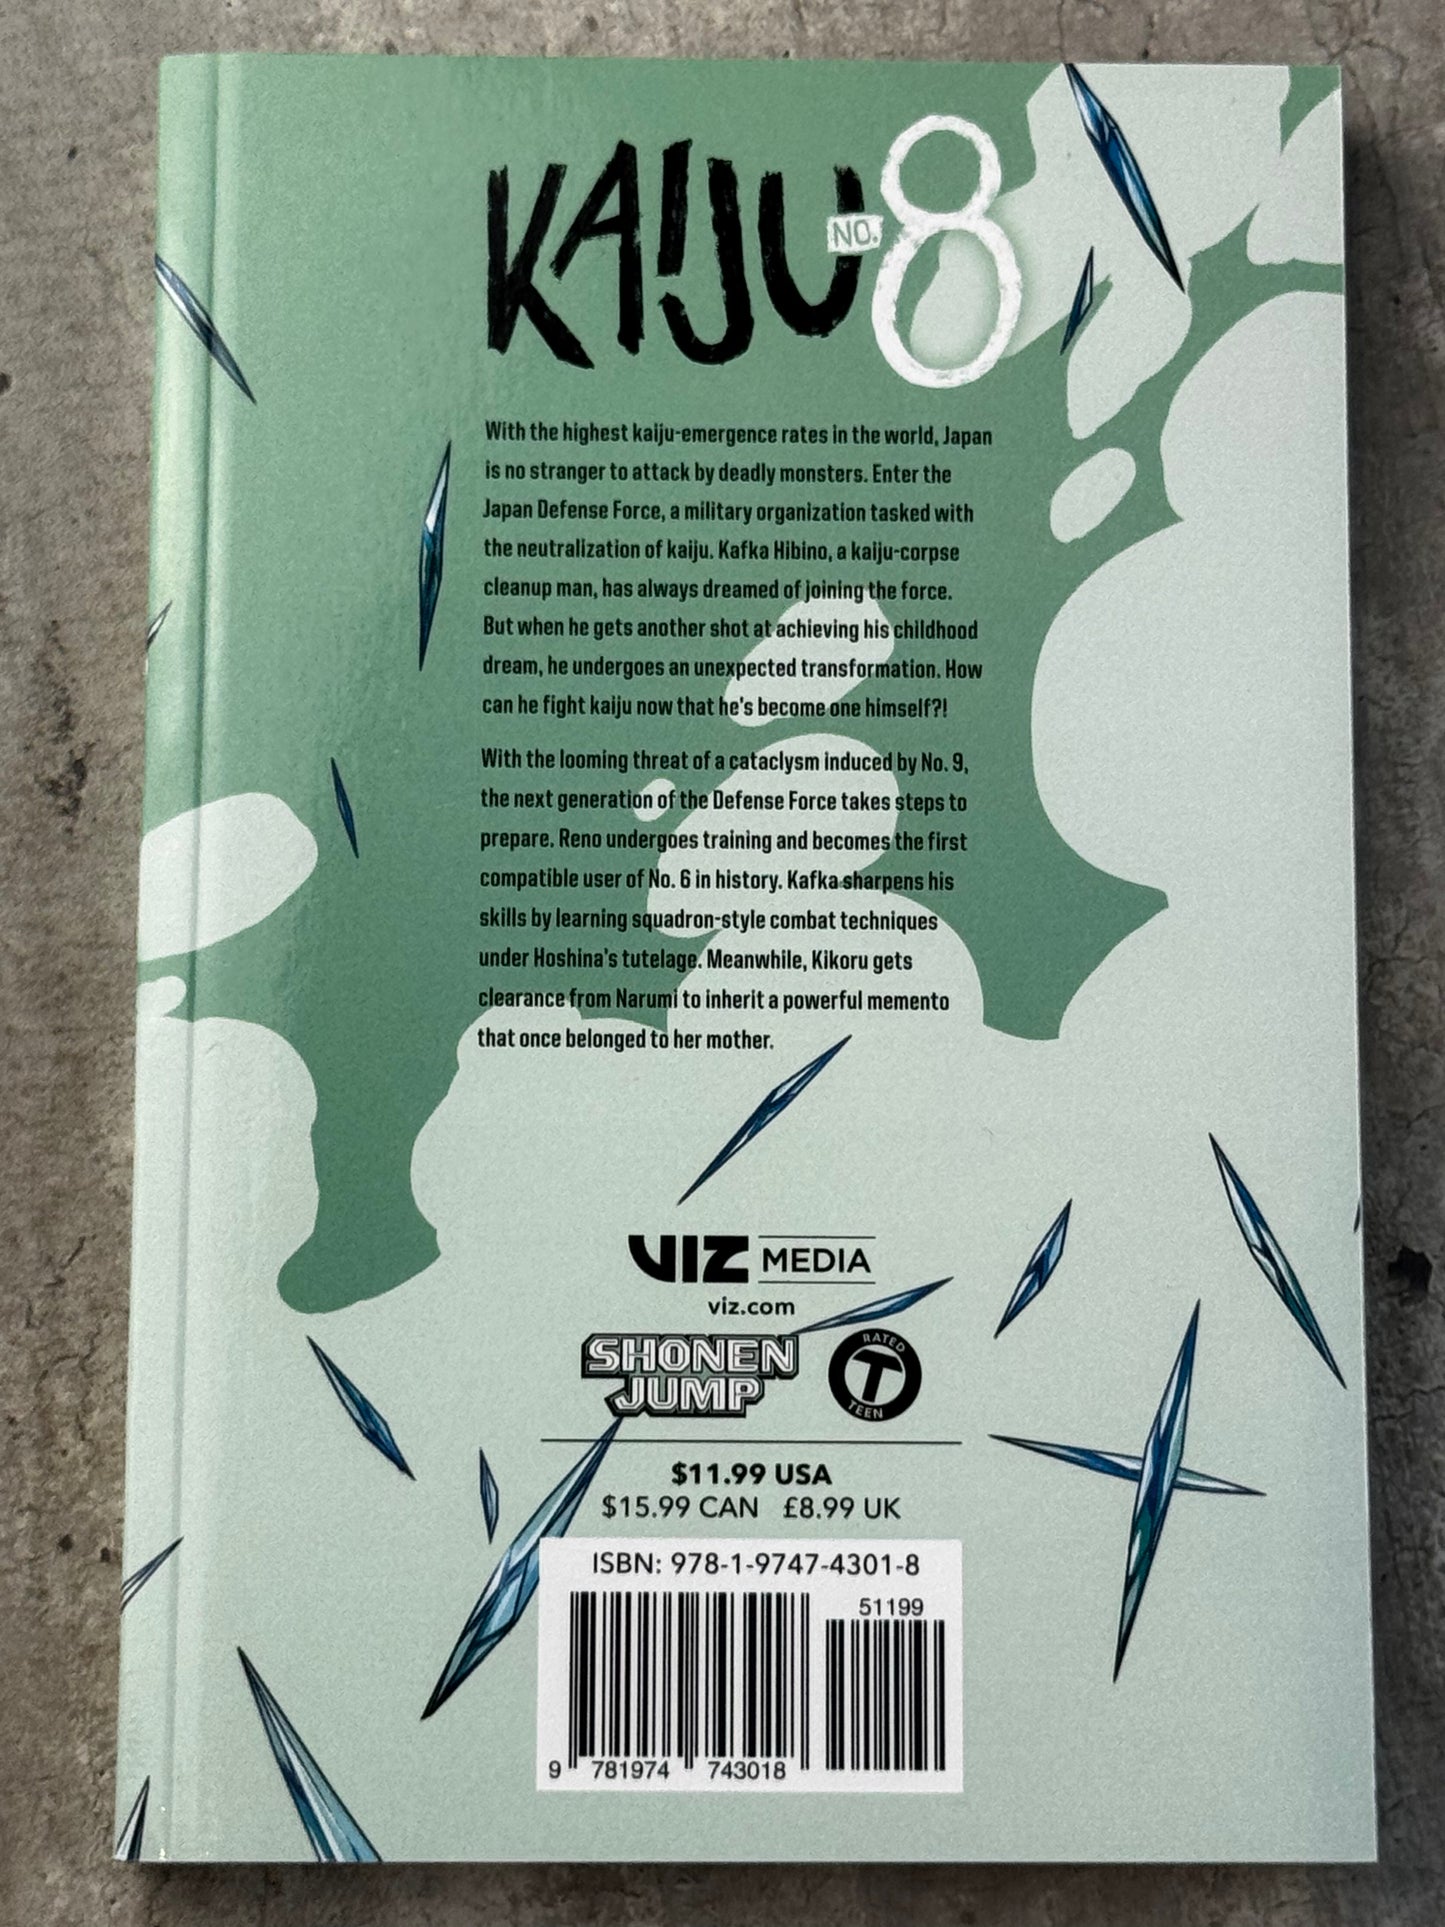 KAIJU NO. 8
With the highest kaiju-emergence rates in the world, Japan
is no stranger to attack by deadly monsters. Enter the
Japan Defense Force, a military organization tasked with
the neutralization of kaiju. Kafka Hibino, a kaiju-corpse
cleanup man, has always dreamed of joining the force.
But when he gets another shot at achieving his childhood
dream, he undergoes an unexpected transformation. How
can he fight kaiju now that he's become one himself?!
With the looming threat of a cataclysm induced by No. 9,
the next generation of the Defense Force takes steps to
prepare. Reno undergoes training and becomes the first
compatible user of No. 6 in history. Kafka sharpens his
skills by learning squadron-style combat techniques
under Hoshina's tutelage. Meanwhile, Kikoru gets
clearance from Narumi to inherit a powerful memento
that once belonged to her mother.
VIZ MEDIA
viz.com
SHONEN
JUMP
RATED
T
TEEN
$11.99 USA
$15.99 CAN £8.99 UK
ISBN: 978-1-9747-4301-8
51199
9 781974 743018